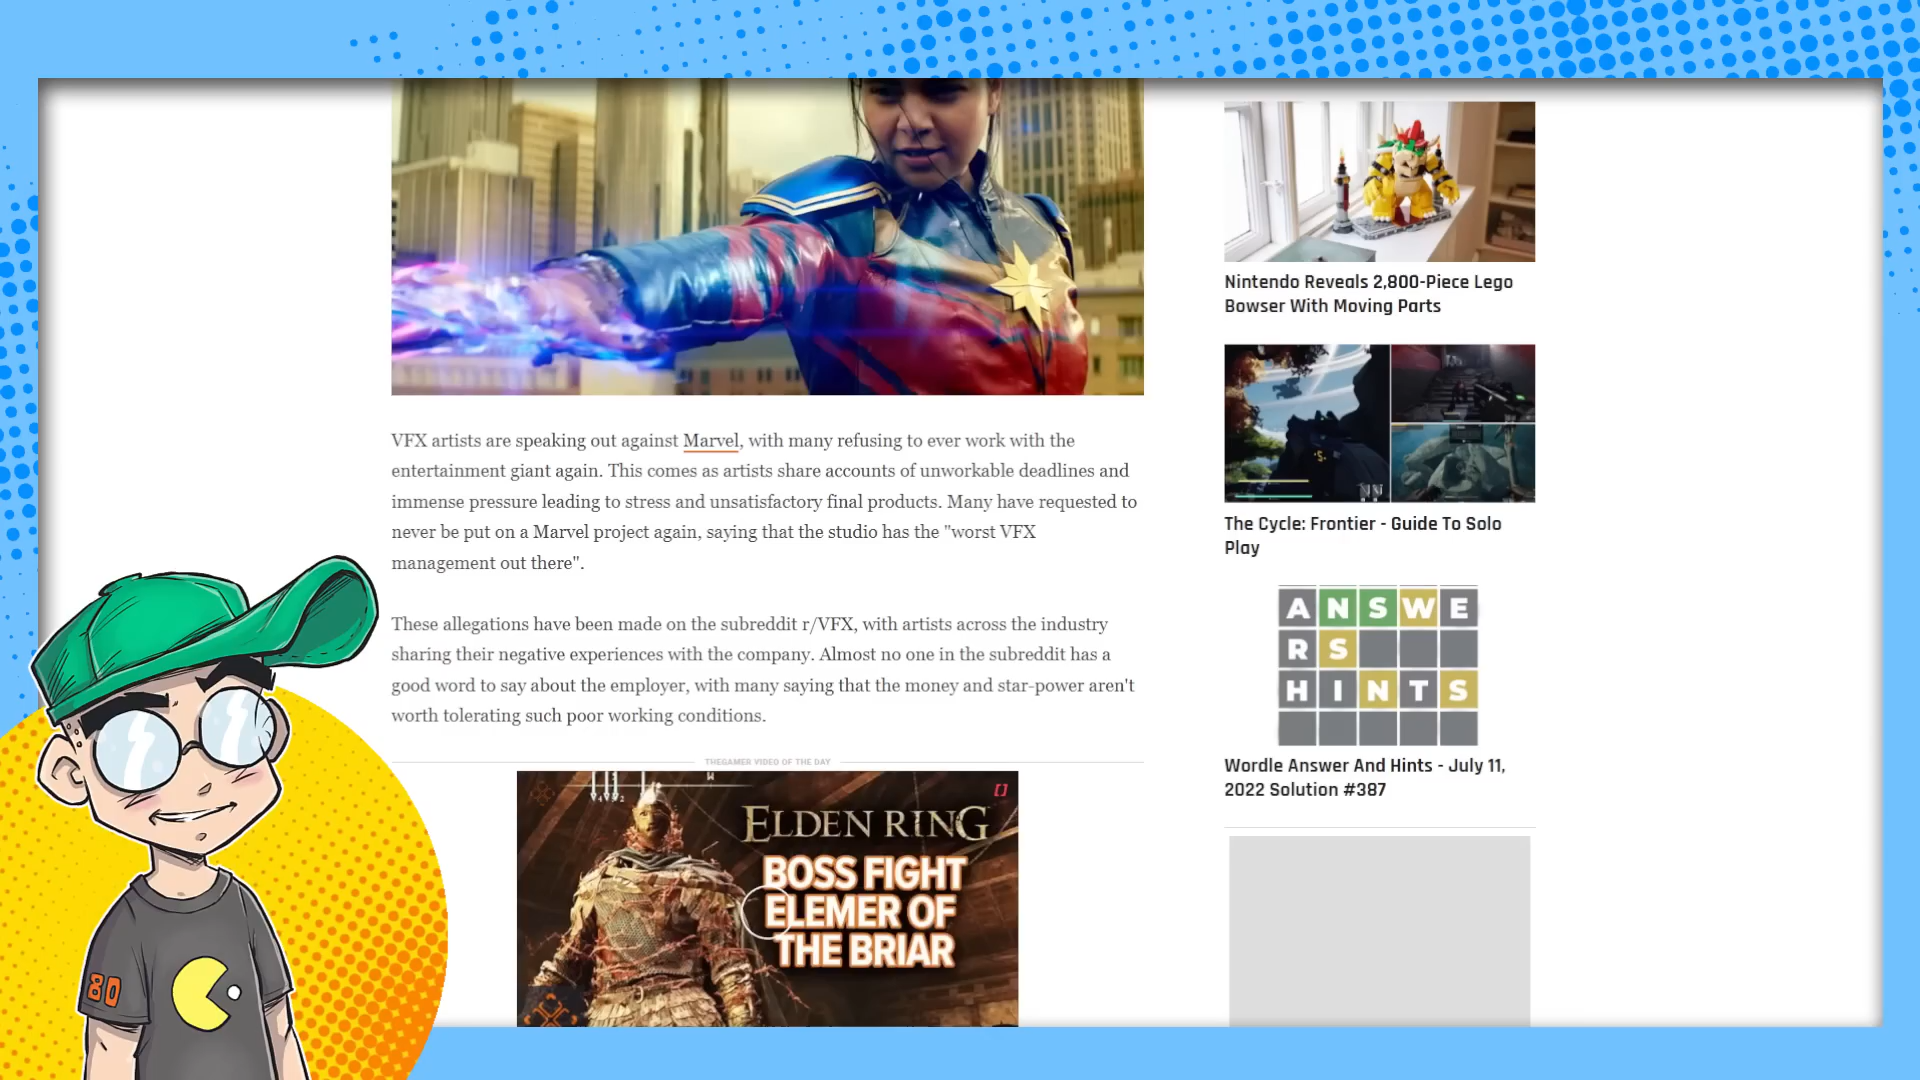 VFX artists are speaking out against Marvel, with many refusing to ever work with the
entertainment giant again. This comes as artists share accounts of unworkable deadlines and
immense pressure leading to stress and unsatisfactory final products. Many have requested to
never be put on a Marvel project again, saying that the studio has the "worst VFX
management out there".
These allegations have been made on the subreddit r/VFX, with artists across the industry
sharing their negative experiences with the company. Almost no one in the subreddit has a
good word to say about the employer, with many saying that the money and star-power aren't
worth tolerating such poor working conditions.
THEGAMER VIDEO OF THE DAY
ELDEN RING
BOSS FIGHT
ELEMER OF
THE BRIAR
Nintendo Reveals 2,800-Piece Lego
Bowser With Moving Parts
The Cycle: Frontier - Guide To Solo
Play
ANSWE
RS
HINTS
Wordle Answer And Hints - July 11,
2022 Solution #387
80